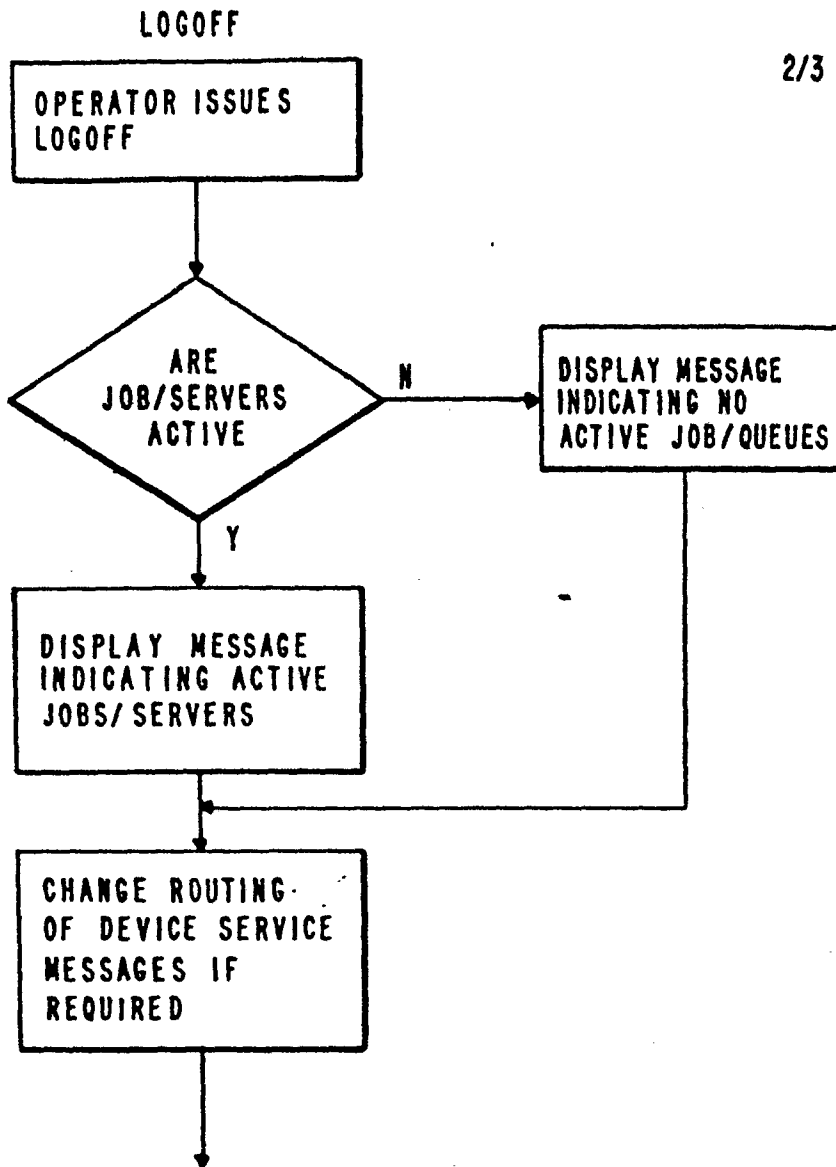 LOGOFF
2/3
OPERATOR ISSUES
LOGOFF
ARE
JOB/SERVERS
ACTIVE
N
DISPLAY MESSAGE
INDICATING NO
ACTIVE JOB/QUEUES
Y
DISPLAY MESSAGE
INDICATING ACTIVE
JOBS/SERVERS
CHANGE ROUTING
OF DEVICE SERVICE
MESSAGES IF
REQUIRED